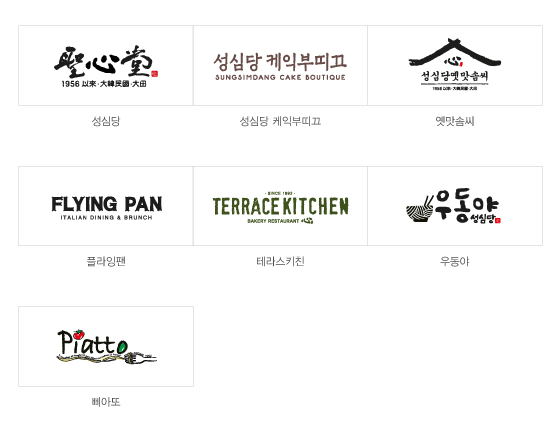 聖心堂
1956 以來·大韓民國·大田
성심당 케익부띠끄
SUNGSIMDANG CAKE BOUTIQUE
心
성심당옛맛솜씨
1956 以來·大韓民國·大田
성심당
성심당 케익부띠끄
옛맛솜씨
FLYING PAN
ITALIAN DINING & BRUNCH
· SINCE 1992 ·
TERRACE KITCHEN
BAKERY RESTAURANT
우동야
성심당
플라잉팬
테라스키친
우동야
Piatto
삐아또